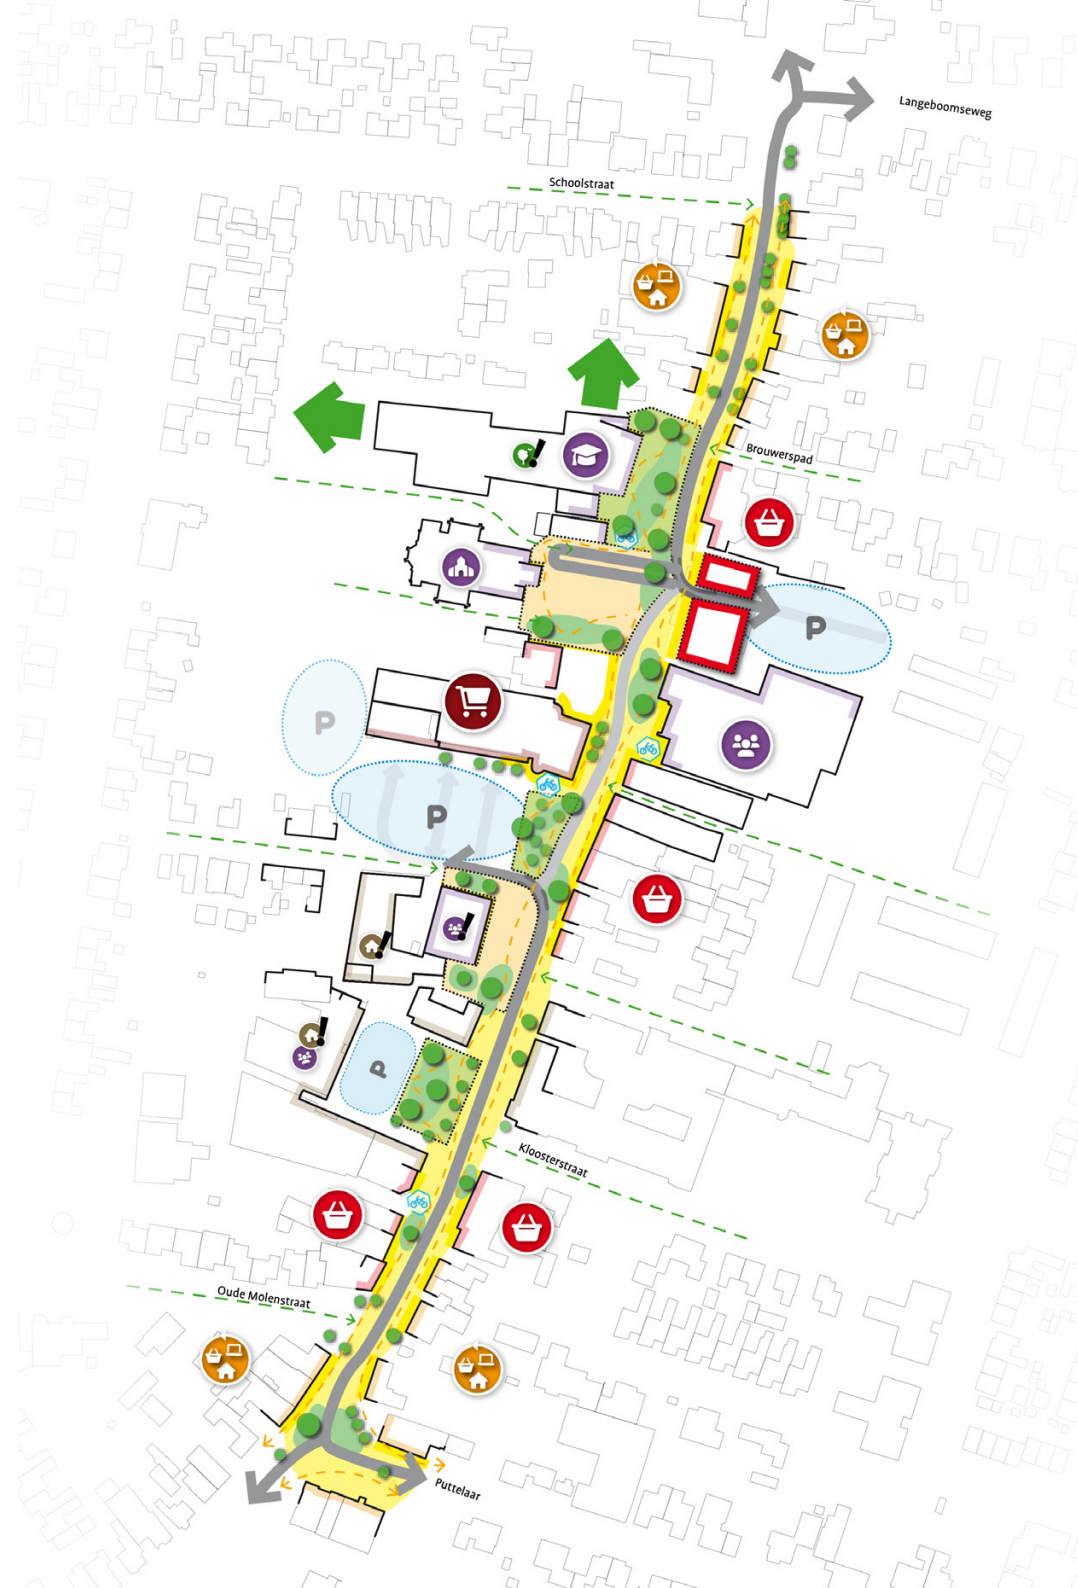 Langeboomseweg
Schoolstraat
Brouwerspad
P
P
P
P
Kloosterstraat
Oude Molenstraat
Puttelaar